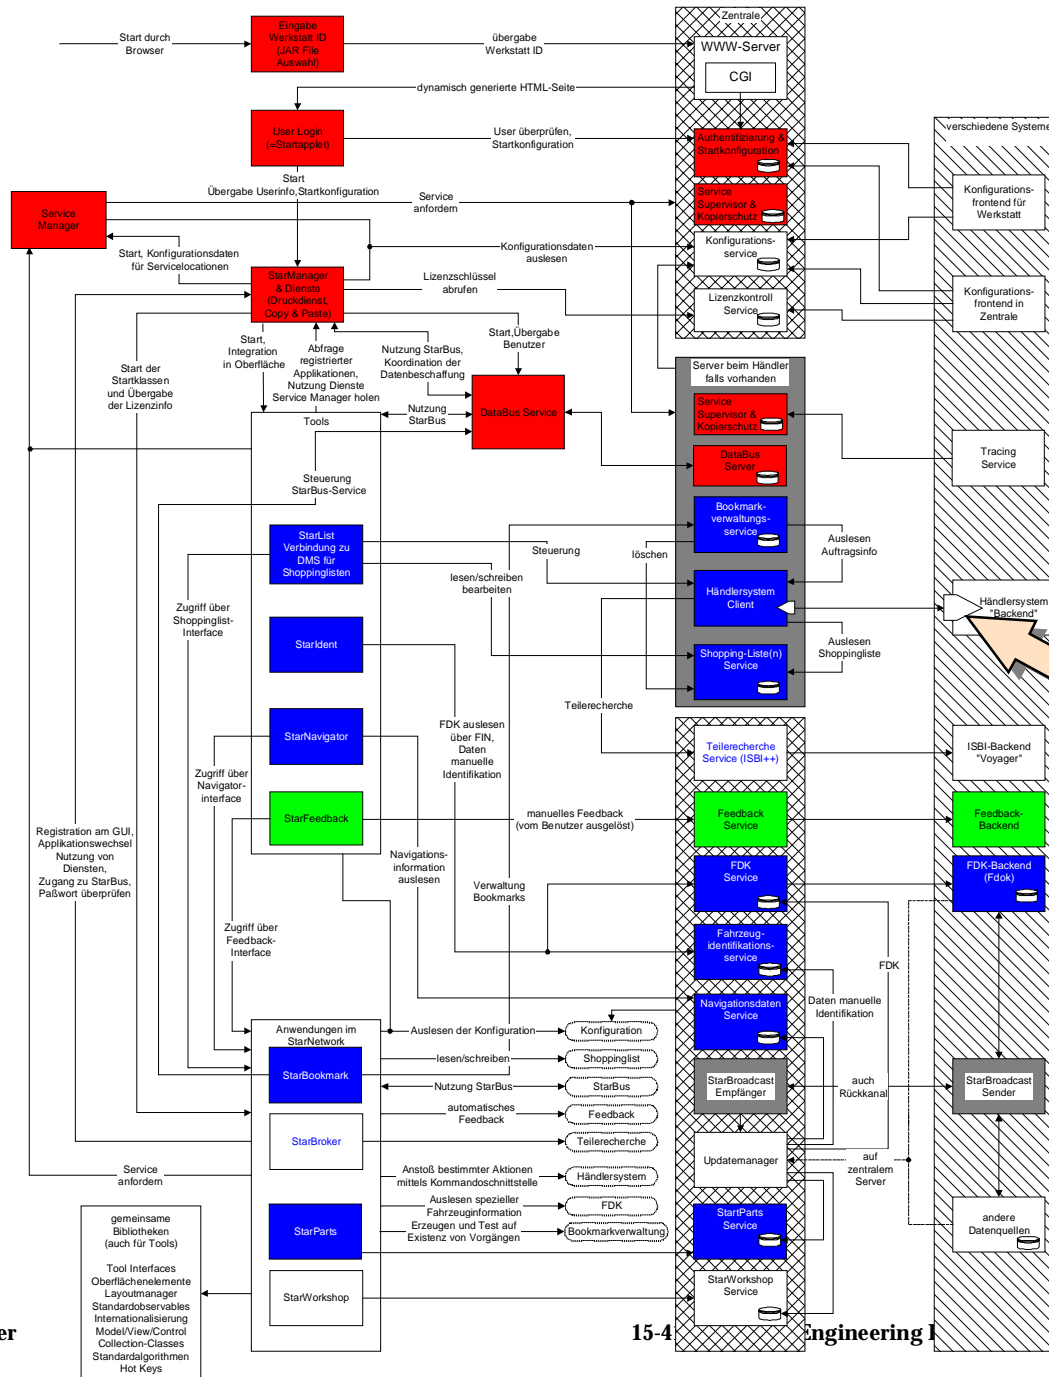 Zentrale
Eingabe
Werkstatt ID
(JAR File
Auswahl)
Start durch
Browser
übergabe
Werkstatt ID
WWW-Server
CGI
dynamisch generierte HTML-Seite
verschiedene Systeme
User Login
(=Startapplet)
User überprüfen,
Startkonfiguration
Authentifizierung &
Startkonfiguration
Start
Übergabe Userinfo,Startkonfiguration
Service
anfordern
Service
Supervisor &
Kopierschutz
Konfigurations-
frontend für
Werkstatt
Service
Manager
Start, Konfigurationsdaten
für Servicelocationen
Konfigurationsdaten
auslesen
Konfigurations-
service
StarManager
& Dienste
(Druckdienst,
Copy & Paste)
Lizenzschlüssel
abrufen
Lizenzkontroll
Service
Konfigurations-
frontend in
Zentrale
Start,
Integration
in Oberfläche
Abfrage
registrierter
Applikationen,
Nutzung Dienste
Service Manager holen
Nutzung StarBus,
Koordination der
Datenbeschaffung
Start,Übergabe
Benutzer
Start der
Startklassen
und Übergabe
der Lizenzinfo
Server beim Händler
falls vorhanden
Tools
Nutzung
StarBus
DataBus Service
Service
Supervisor &
Kopierschutz
Tracing
Service
DataBus
Server
Steuerung
StarBus-Service
Bookmark-
verwaltungs-
service
Auslesen
Auftragsinfo
StarList
Verbindung zu
DMS für
Shoppinglisten
Steuerung
löschen
lesen/schreiben
bearbeiten
Händlersystem
Client
Händlersystem
"Backend"
Zugriff über
Shoppinglist-
Interface
StarIdent
Auslesen
Shoppingliste
Shopping-Liste(n)
Service
Teilerecherche
FDK auslesen
über FIN,
Daten
manuelle
Identifikation
StarNavigator
Teilerecherche
Service (ISBI++)
ISBI-Backend
"Voyager"
Zugriff über
Navigator-
interface
StarFeedback
manuelles Feedback
(vom Benutzer ausgelöst)
Feedback
Service
Feedback-
Backend
Registration am GUI,
Applikationswechsel
Nutzung von
Diensten,
Zugang zu StarBus,
Paßwort überprüfen
Navigations-
information
auslesen
Verwaltung
Bookmarks
FDK
Service
FDK-Backend
(Fdok)
Zugriff über
Feedback-
Interface
Fahrzeug-
identifikations-
service
FDK
Navigationsdaten
Service
Daten manuelle
Identifikation
Anwendungen im
StarNetwork
Auslesen der Konfiguration
Konfiguration
lesen/schreiben
Shoppinglist
StarBookmark
Nutzung StarBus
StarBus
StarBroadcast
Empfänger
auch
Rückkanal
StarBroadcast
Sender
automatisches
Feedback
Feedback
StarBroker
Teilerecherche
Updatemanager
auf
zentralem
Server
Service
anfordern
Anstoß bestimmter Aktionen
mittels Kommandoschnittstelle
Händlersystem
Auslesen spezieller
Fahrzeuginformation
FDK
StarParts
Erzeugen und Test auf
Existenz von Vorgängen
Bookmarkverwaltung
StartParts
Service
andere
Datenquellen
gemeinsame
Bibliotheken
(auch für Tools)
Tool Interfaces
Oberflächenelemente
Layoutmanager
Standardobservables
Internationalisierung
Model/View/Control
Collection-Classes
Standardalgorithmen
Hot Keys
StarWorkshop
StarWorkshop
Service
er
15-4
Engineering